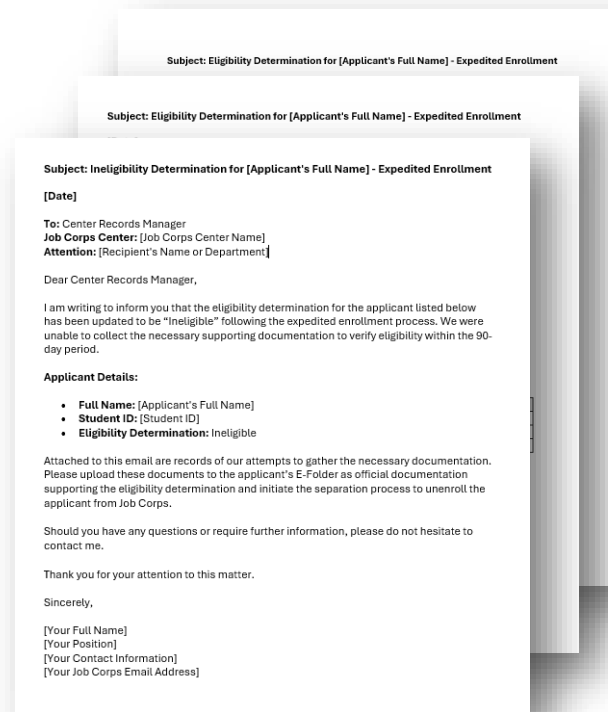 Subject: Eligibility Determination for [Applicant's Full Name] - Expedited Enrollment
Subject: Eligibility Determination for [Applicant's Full Name] - Expedited Enrollment
Subject: Ineligibility Determination for [Applicant's Full Name] - Expedited Enrollment
[Date]
To: Center Records Manager
Job Corps Center: [Job Corps Center Name]
Attention: [Recipient's Name or Department]
Dear Center Records Manager,
I am writing to inform you that the eligibility determination for the applicant listed below
has been updated to be “Ineligible” following the expedited enrollment process. We were
unable to collect the necessary supporting documentation to verify eligibility within the 90-
day period.
Applicant Details:
• Full Name: [Applicant's Full Name]
• Student ID: [Student ID]
• Eligibility Determination: Ineligible
Attached to this email are records of our attempts to gather the necessary documentation.
Please upload these documents to the applicant's E-Folder as official documentation
supporting the eligibility determination and initiate the separation process to unenroll the
applicant from Job Corps.
Should you have any questions or require further information, please do not hesitate to
contact me.
Thank you for your attention to this matter.
Sincerely,
[Your Full Name]
[Your Position]
[Your Contact Information]
[Your Job Corps Email Address]